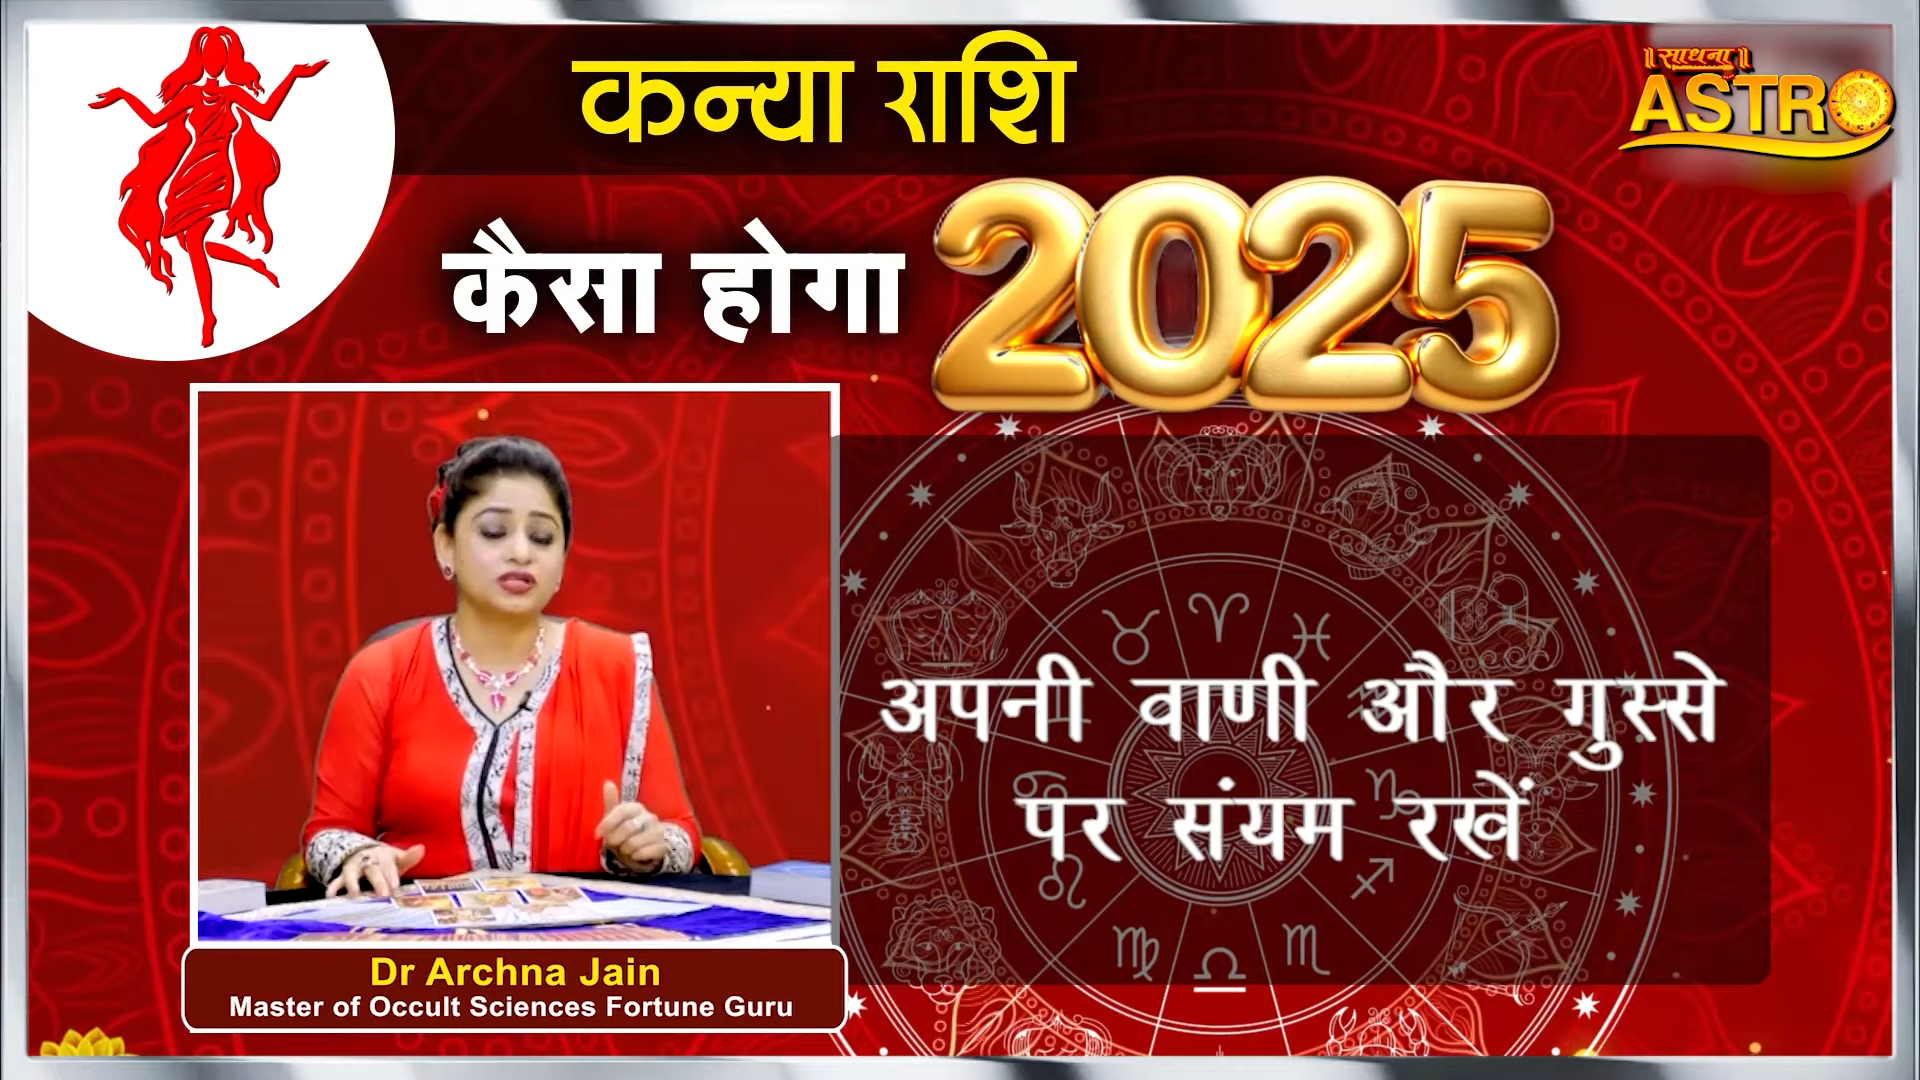 कन्या राशि
॥साधना॥
ASTRO
कैसा होगा 2025
अपनी वाणी और गुस्से
पर संयम रखें
Dr Archna Jain
Master of Occult Sciences Fortune Guru